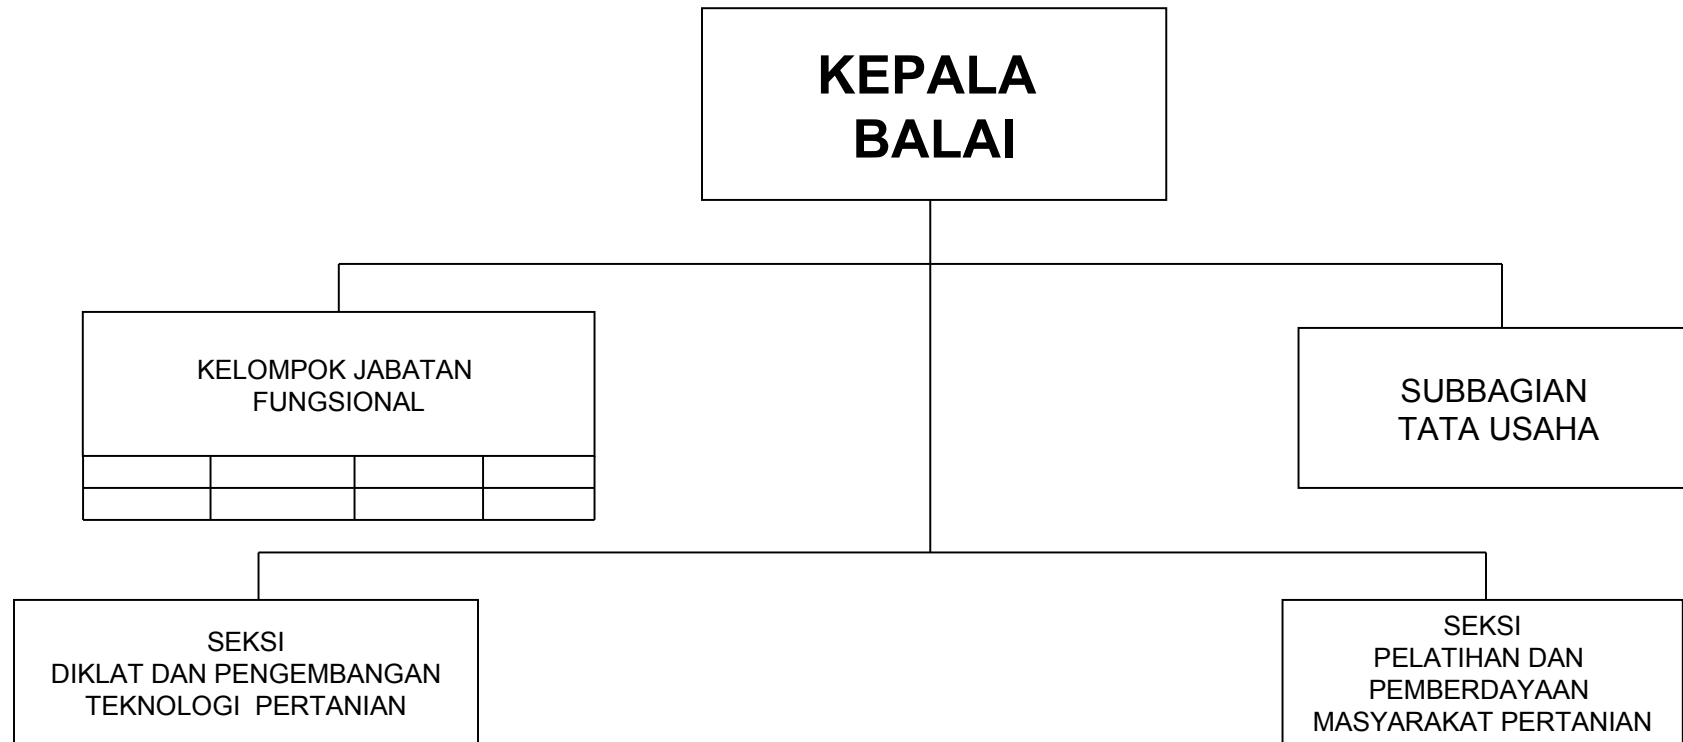 KEPALA
BALAI
KELOMPOK JABATAN
FUNGSIONAL
SUBBAGIAN
TATA USAHA
SEKSI
DIKLAT DAN PENGEMBANGAN
TEKNOLOGI PERTANIAN
SEKSI
PELATIHAN DAN
PEMBERDAYAAN
MASYARAKAT PERTANIAN